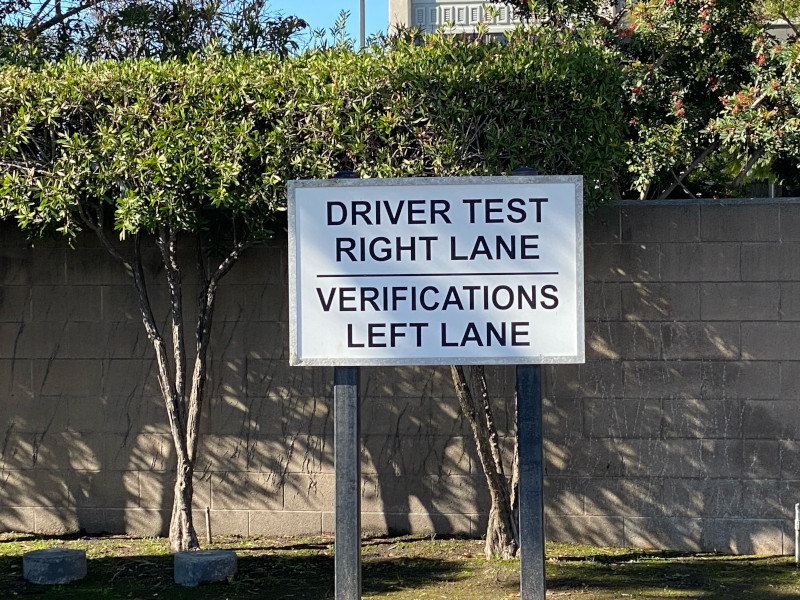 DRIVER TEST
RIGHT LANE
VERIFICATIONS
LEFT LANE